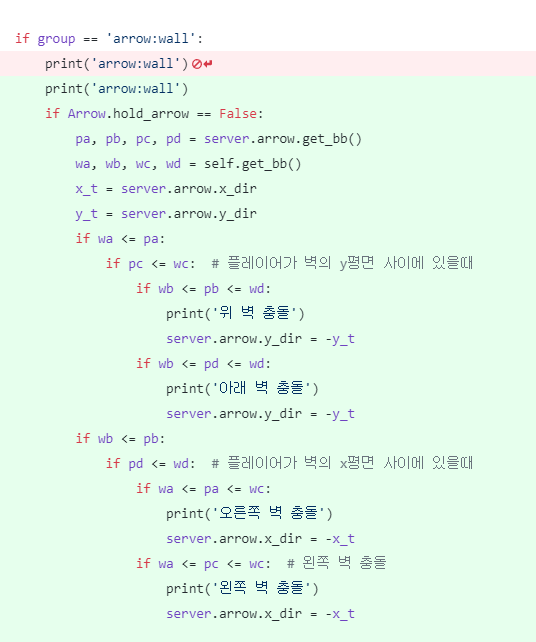 if group == 'arrow:wall':
    print('arrow:wall')
    print('arrow:wall')
    if Arrow.hold_arrow == False:
        pa, pb, pc, pd = server.arrow.get_bb()
        wa, wb, wc, wd = self.get_bb()
        x_t = server.arrow.x_dir
        y_t = server.arrow.y_dir
        if wa <= pa:
            if pc <= wc:  # 플레이어가 벽의 y평면 사이에 있을때
                if wb <= pb <= wd:
                    print('위 벽 충돌')
                    server.arrow.y_dir = -y_t
                if wb <= pd <= wd:
                    print('아래 벽 충돌')
                    server.arrow.y_dir = -y_t
        if wb <= pb:
            if pd <= wd:  # 플레이어가 벽의 x평면 사이에 있을때
                if wa <= pa <= wc:
                    print('오른쪽 벽 충돌')
                    server.arrow.x_dir = -x_t
                if wa <= pc <= wc:  # 왼쪽 벽 충돌
                    print('왼쪽 벽 충돌')
                    server.arrow.x_dir = -x_t